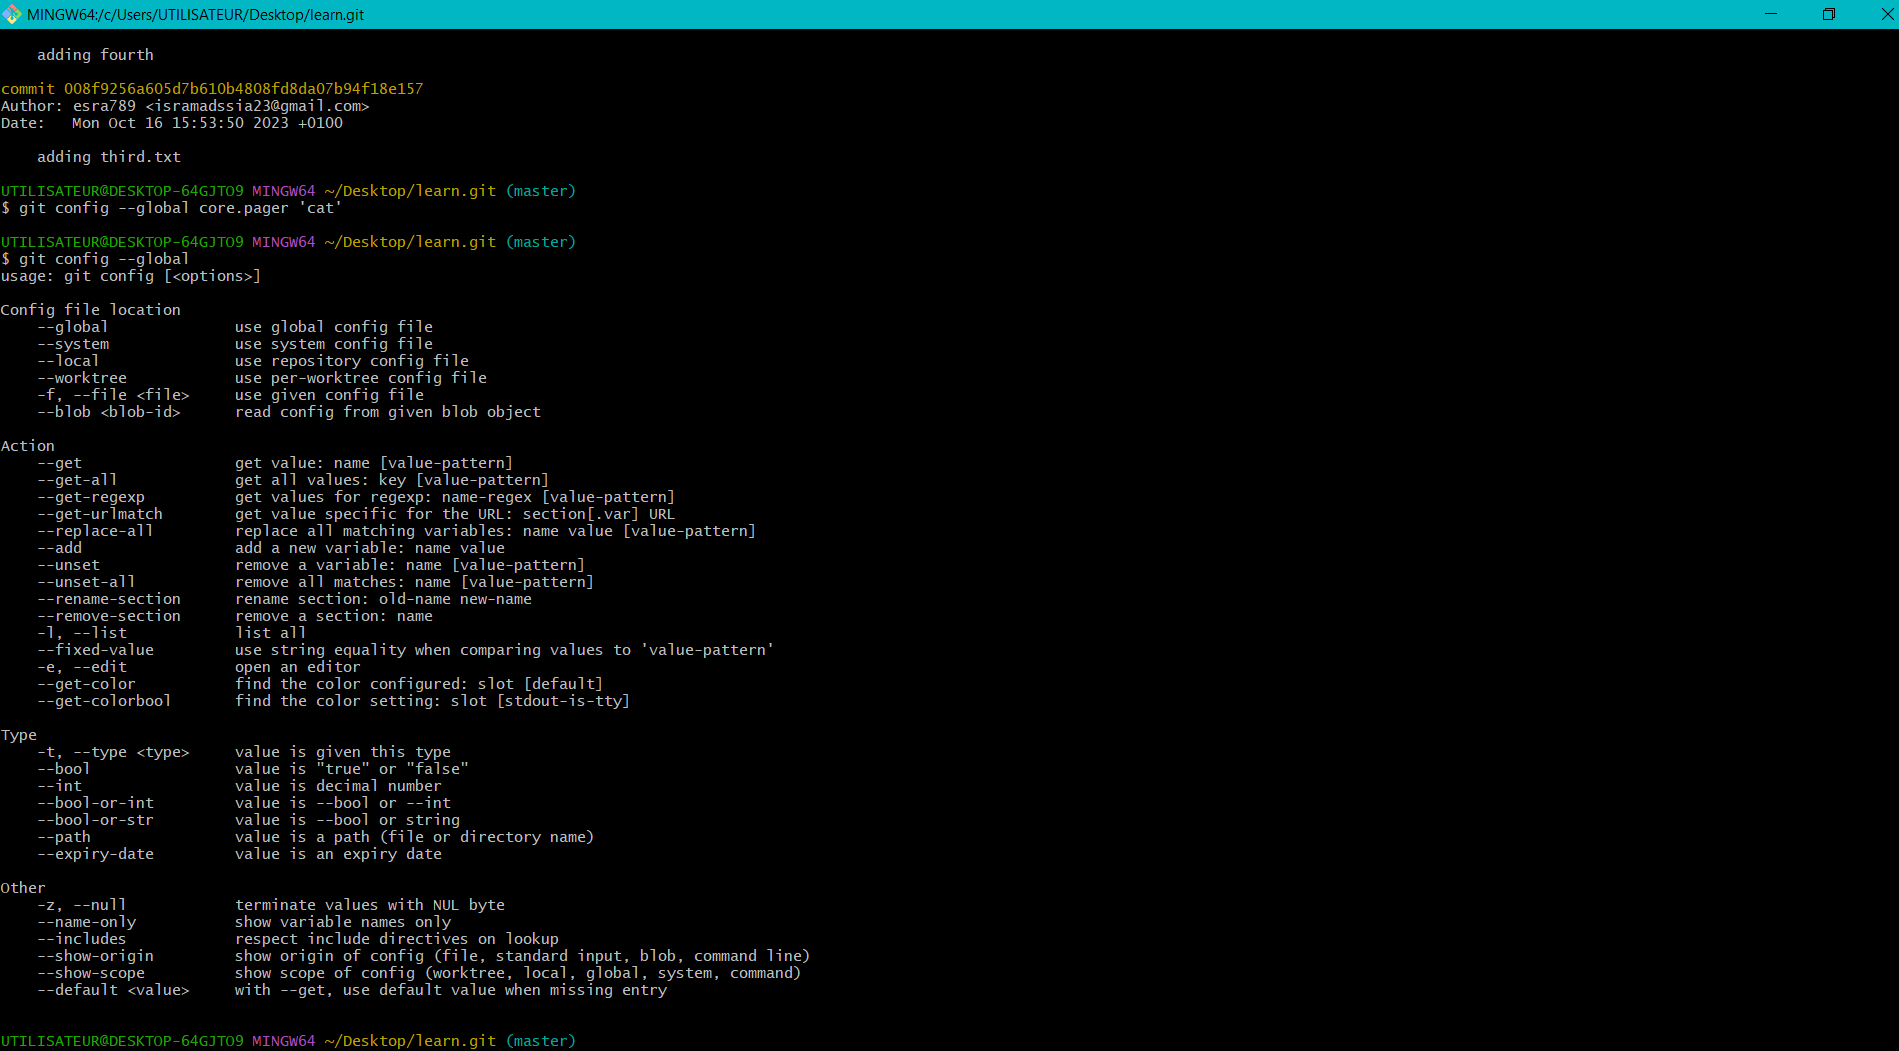 MINGW64:/c/Users/UTILISATEUR/Desktop/learn.git
    adding fourth
commit 008f9256a605d7b610b4808fd8da07b94f18e157
Author: esra789 <isramadssia23@gmail.com>
Date:   Mon Oct 16 15:53:50 2023 +0100
    adding third.txt
UTILISATEUR@DESKTOP-64GJTO9 MINGW64 ~/Desktop/learn.git (master)
$ git config --global core.pager 'cat'
UTILISATEUR@DESKTOP-64GJTO9 MINGW64 ~/Desktop/learn.git (master)
$ git config --global
usage: git config [<options>]
Config file location
    --global              use global config file
    --system              use system config file
    --local               use repository config file
    --worktree            use per-worktree config file
    -f, --file <file>     use given config file
    --blob <blob-id>      read config from given blob object
Action
    --get                 get value: name [value-pattern]
    --get-all             get all values: key [value-pattern]
    --get-regexp          get values for regexp: name-regex [value-pattern]
    --get-urlmatch        get value specific for the URL: section[.var] URL
    --replace-all         replace all matching variables: name value [value-pattern]
    --add                 add a new variable: name value
    --unset               remove a variable: name [value-pattern]
    --unset-all           remove all matches: name [value-pattern]
    --rename-section      rename section: old-name new-name
    --remove-section      remove a section: name
    -l, --list            list all
    --fixed-value         use string equality when comparing values to 'value-pattern'
    -e, --edit            open an editor
    --get-color           find the color configured: slot [default]
    --get-colorbool       find the color setting: slot [stdout-is-tty]
Type
    -t, --type <type>     value is given this type
    --bool                value is "true" or "false"
    --int                 value is decimal number
    --bool-or-int         value is --bool or --int
    --bool-or-str         value is --bool or string
    --path                value is a path (file or directory name)
    --expiry-date         value is an expiry date
Other
    -z, --null            terminate values with NUL byte
    --name-only           show variable names only
    --includes            respect include directives on lookup
    --show-origin         show origin of config (file, standard input, blob, command line)
    --show-scope          show scope of config (worktree, local, global, system, command)
    --default <value>     with --get, use default value when missing entry
UTILISATEUR@DESKTOP-64GJTO9 MINGW64 ~/Desktop/learn.git (master)